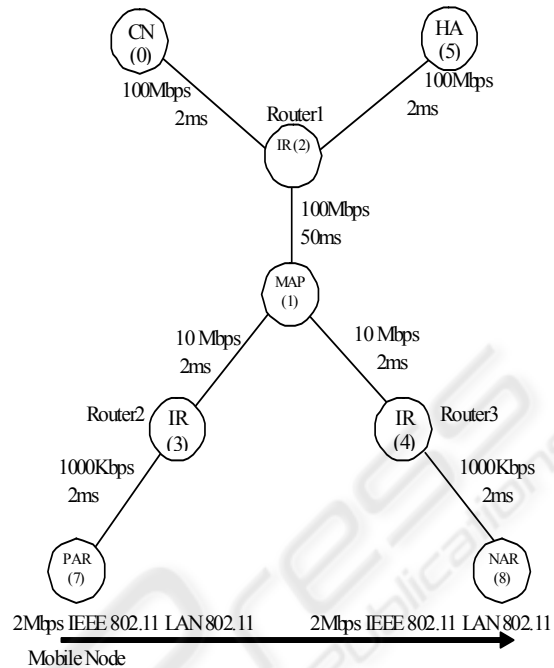 CN
(0)
HA
(5)
100Mbps
2ms
100Mbps
2ms
Router1
IR (2)
100Mbps
50ms
MAP
(1)
10 Mbps
2ms
10 Mbps
2ms
Router2
IR
(3)
IR
(4)
Router3
1000Kbps
2ms
1000Kbps
2ms
PAR
(7)
NAR
(8)
2Mbps IEEE 802.11 LAN 802.11
2Mbps IEEE 802.11 LAN 802.11
Mobile Node